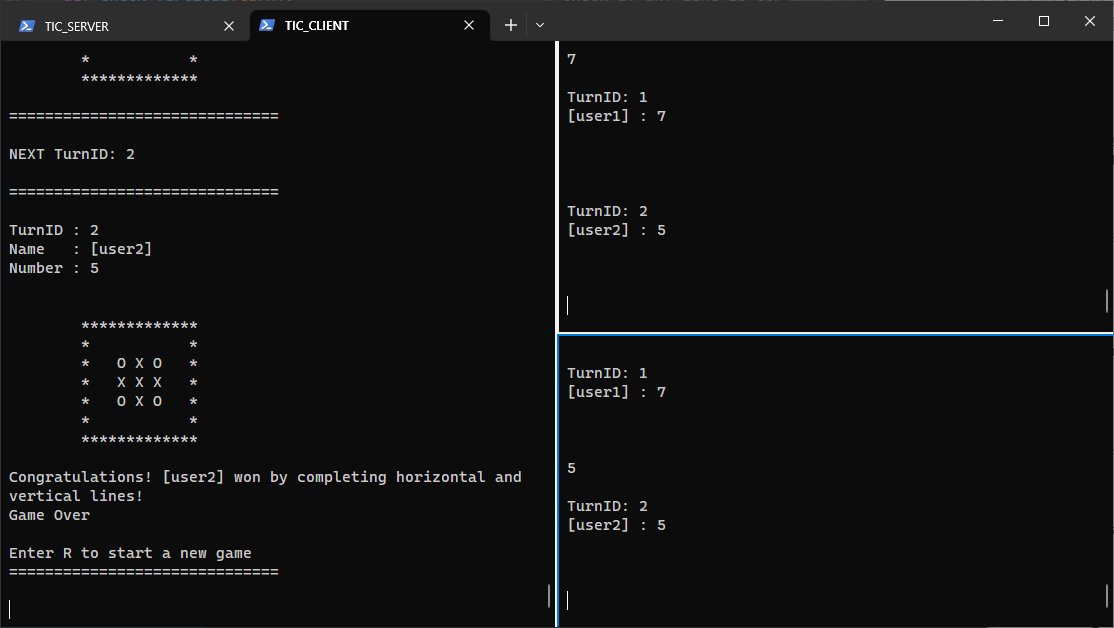 TIC_SERVER
TIC_CLIENT
* *
*************
==============================
NEXT TurnID: 2
==============================
TurnID : 2
Name   : [user2]
Number : 5
*************
* *
* O X O *
* X X X *
* O X O *
* *
*************
Congratulations! [user2] won by completing horizontal and
vertical lines!
Game Over
Enter R to start a new game
==============================
7
TurnID: 1
[user1] : 7
TurnID: 2
[user2] : 5
TurnID: 1
[user1] : 7
5
TurnID: 2
[user2] : 5